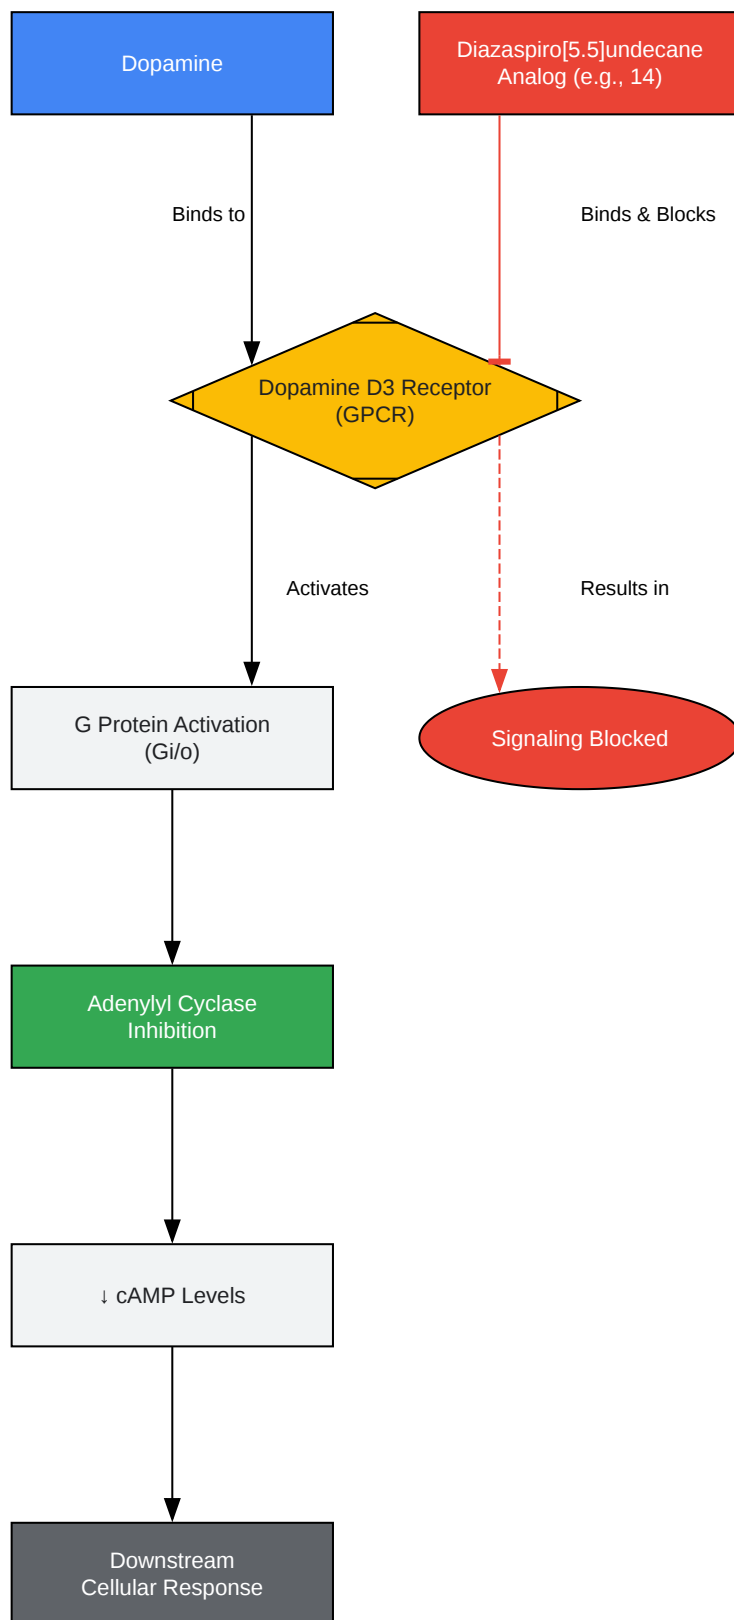 Dopamine
Diazaspiro[5.5]undecane
Analog (e.g., 14)
Binds to
Binds & Blocks
Dopamine D3 Receptor
(GPCR)
Activates
Results in
G Protein Activation
(Gi/o)
Signaling Blocked
Adenylyl Cyclase
Inhibition
↓ cAMP Levels
Downstream
Cellular Response